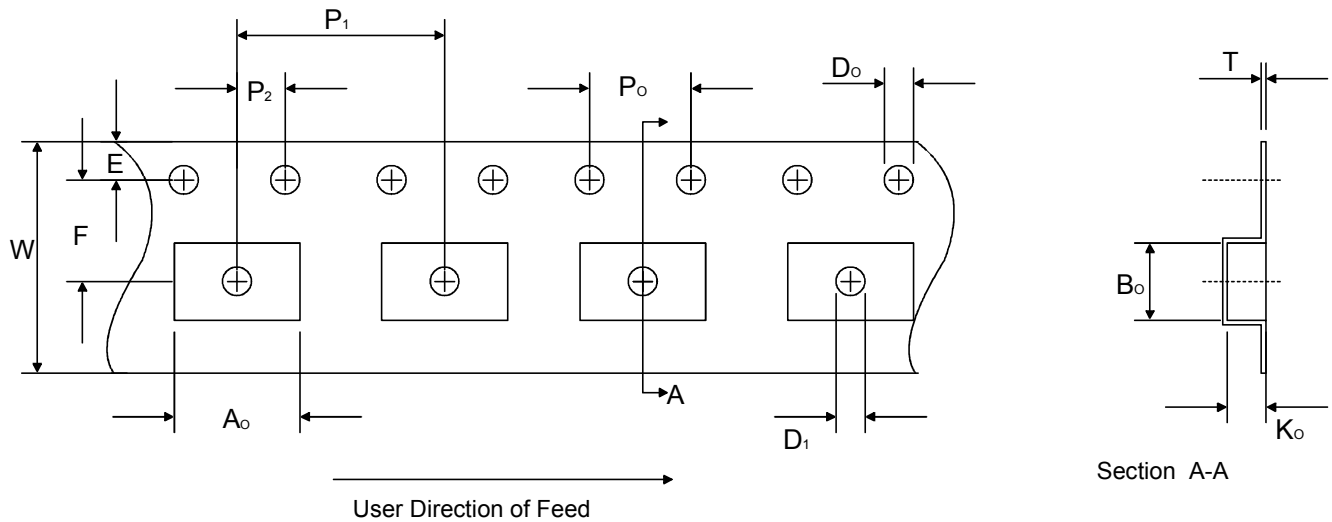 P₁
P₂
Pₒ
Dₒ
T
E
F
W
A
Bₒ
Aₒ
A
D₁
Kₒ
Section A-A
User Direction of Feed